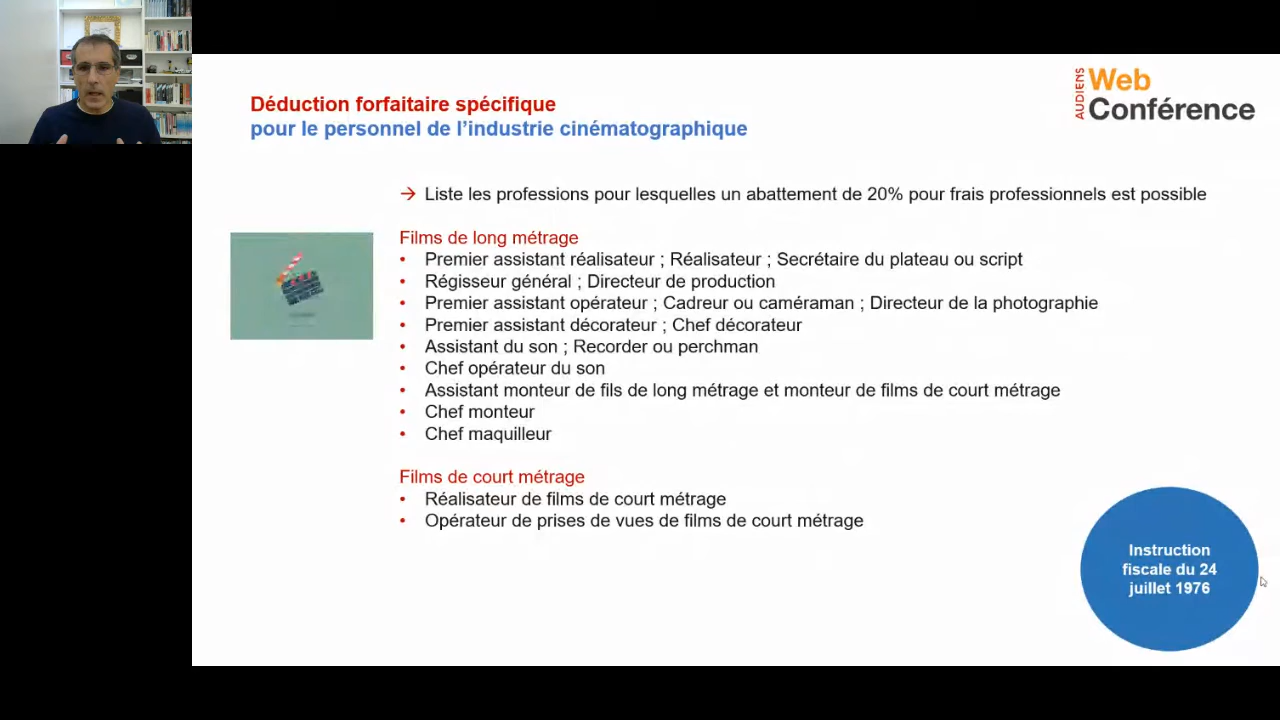 Déduction forfaitaire spécifique
pour le personnel de l'industrie cinématographique
AUDIENS
Web
Conférence
→ Liste les professions pour lesquelles un abattement de 20% pour frais professionnels est possible
Films de long métrage
• Premier assistant réalisateur ; Réalisateur ; Secrétaire du plateau ou script
• Régisseur général ; Directeur de production
• Premier assistant opérateur ; Cadreur ou caméraman ; Directeur de la photographie
• Premier assistant décorateur ; Chef décorateur
• Assistant du son ; Recorder ou perchman
• Chef opérateur du son
• Assistant monteur de fils de long métrage et monteur de films de court métrage
• Chef monteur
• Chef maquilleur
Films de court métrage
• Réalisateur de films de court métrage
• Opérateur de prises de vues de films de court métrage
Instruction
fiscale du 24
juillet 1976